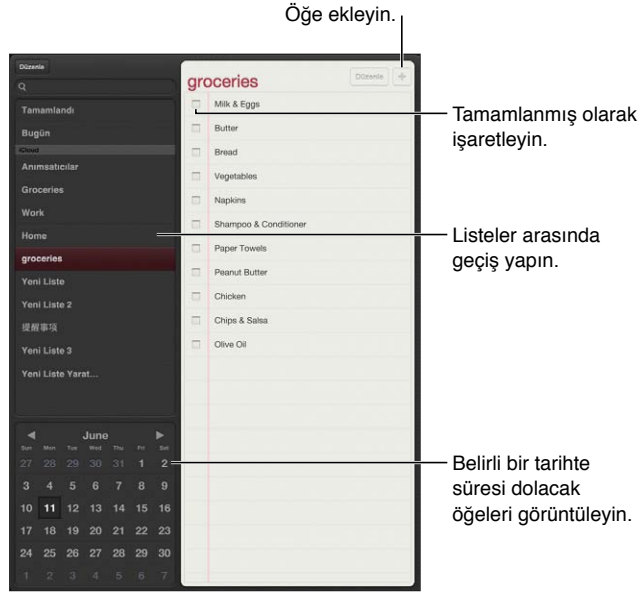 Öğe ekleyin.
Düzenle
groceries
Düzenle
Milk & Eggs
Butter
Bread
Vegetables
Napkins
Shampoo & Conditioner
Paper Towels
Peanut Butter
Chicken
Chips & Salsa
Olive Oil
Tamamlandı
Bugün
iCloud
Anımsatıcılar
Groceries
Work
Home
groceries
Yeni Liste
Yeni Liste 2
提醒事项
Yeni Liste 3
Yeni Liste Yarat...
June
Sun Mon Tue Wed Thu Fri Sat
27 28 29 30 31 1 2
3 4 5 6 7 8 9
10 11 12 13 14 15 16
17 18 19 20 21 22 23
24 25 26 27 28 29 30
1 2 3 4 5 6 7
Tamamlanmış olarak
işaretleyin.
Listeler arasında
geçiş yapın.
Belirli bir tarihte
süresi dolacak
öğeleri görüntüleyin.